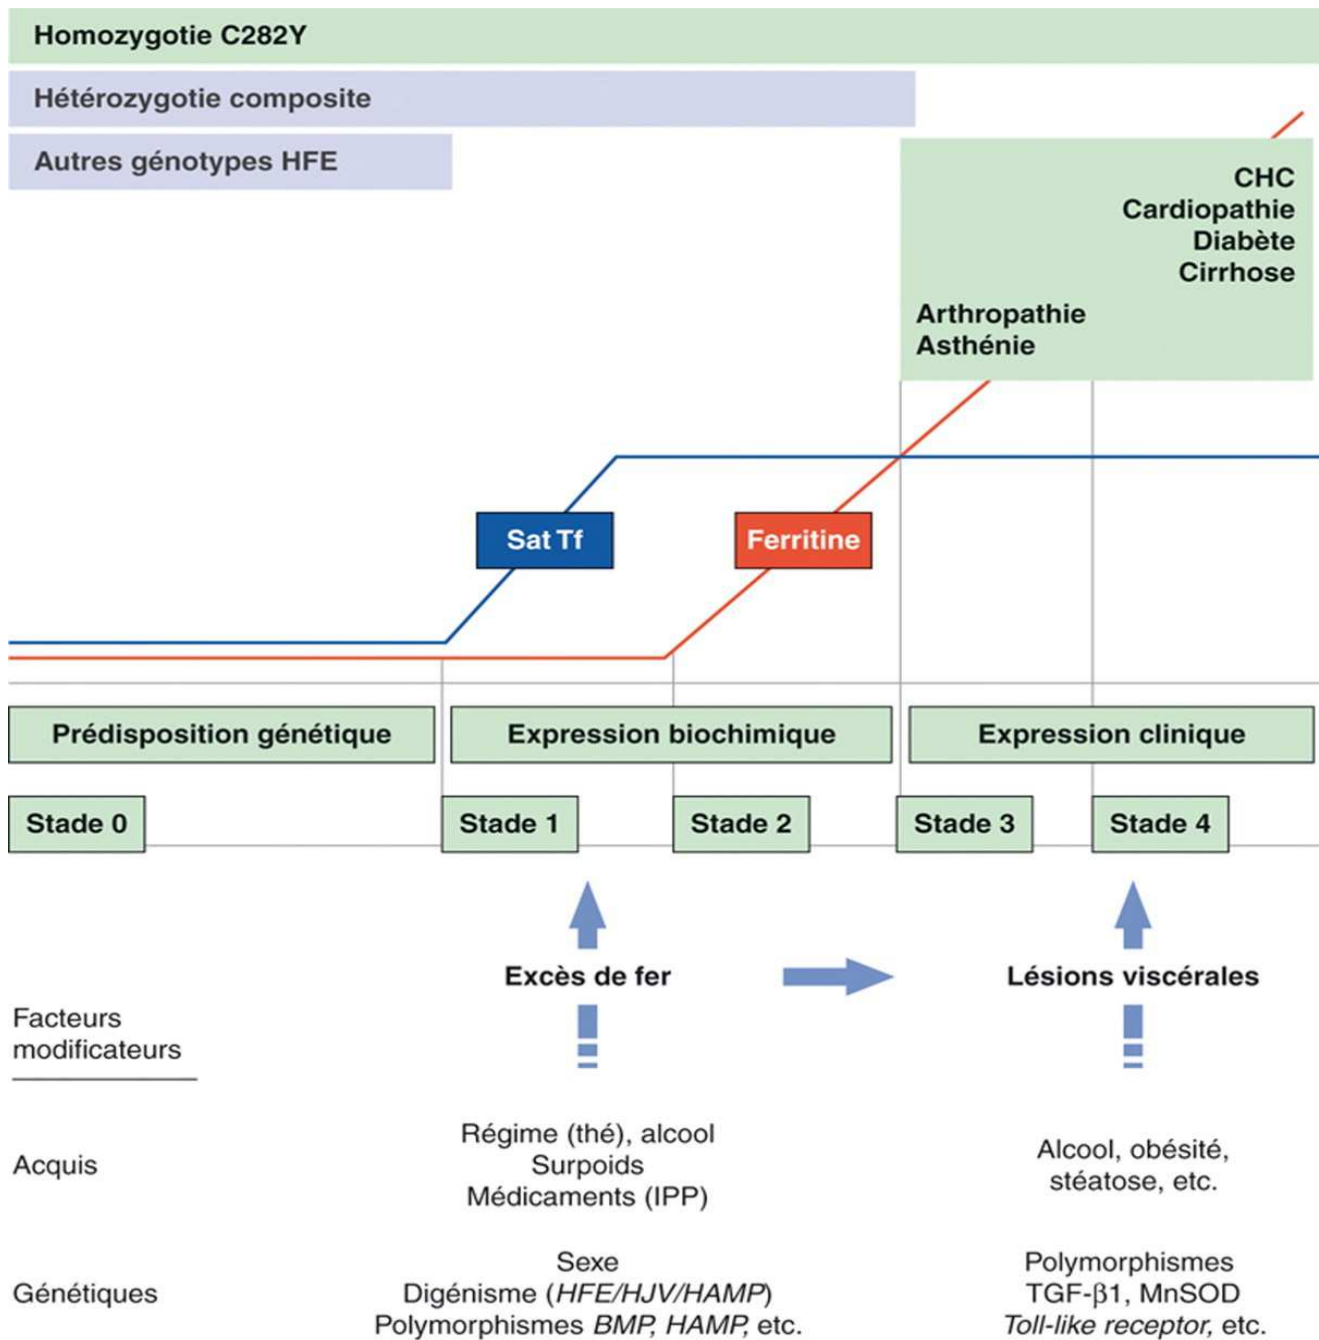 Homozygotie C282Y
Hétérozygotie composite
Autres génotypes HFE
CHC
Cardiopathie
Diabète
Cirrhose
Arthropathie
Asthénie
Sat Tf
Ferritine
Prédisposition génétique
Expression biochimique
Expression clinique
Stade 0
Stade 1
Stade 2
Stade 3
Stade 4
Excès de fer
Lésions viscérales
Facteurs
modificateurs
Acquis
Régime (thé), alcool
Surpoids
Médicaments (IPP)
Alcool, obésité,
stéatose, etc.
Génétiques
Sexe
Digénisme (HFE/HJV/HAMP)
Polymorphismes BMP, HAMP, etc.
Polymorphismes
TGF-β1, MnSOD
Toll-like receptor, etc.